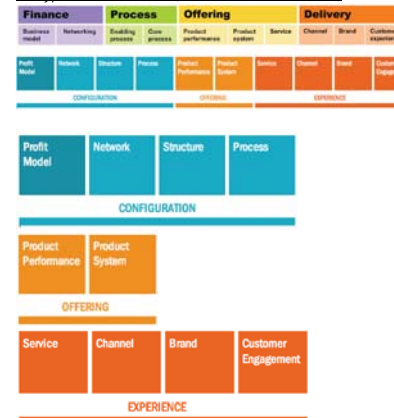 Finance Process Offering Delivery
Business model Networking Enabling process Core process Product performance Product system Service Channel Brand Customer experience
Profit Model Network Structure Process Product Performance Product System Service Channel Brand
CONFIGURATION OFFERING EXPERIENCE
Profit Model Network Structure Process
CONFIGURATION
Product Performance Product System
OFFERING
Service Channel Brand Customer Engagement
EXPERIENCE